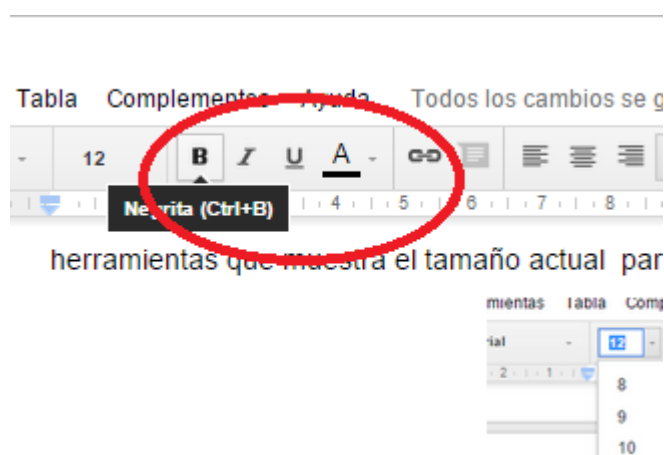 Tabla Complementos Ayuda Todos los cambios se g
12 B I U A
4 5 6 7 8
Negrita (Ctrl+B)
herramientas que muestra el tamaño actual par
mientas Tabla Comp
rial 12
2 1
8
9
10